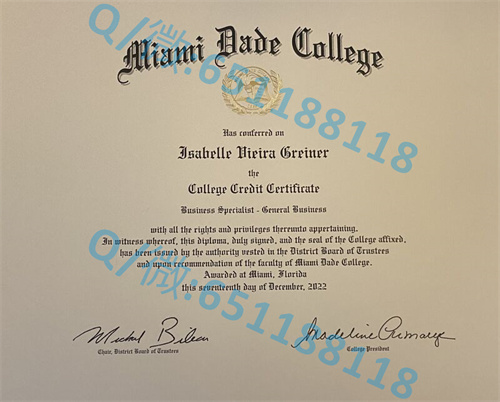 Miami Dade College
Has conferred on
Isabelle Vieira Greiner
the
College Credit Certificate
Business Specialist - General Business
with all the rights and privileges thereunto appertaining.
In witness whereof, this diploma, duly signed, and the seal of the College affixed,
has been issued by the authority vested in the District Board of Trustees
and upon recommendation of the faculty of Miami Dade College.
Awarded at Miami, Florida
this seventeenth day of December, 2022
Chair, District Board of Trustees
College President
Q/微:651188118
Q/微:651188118